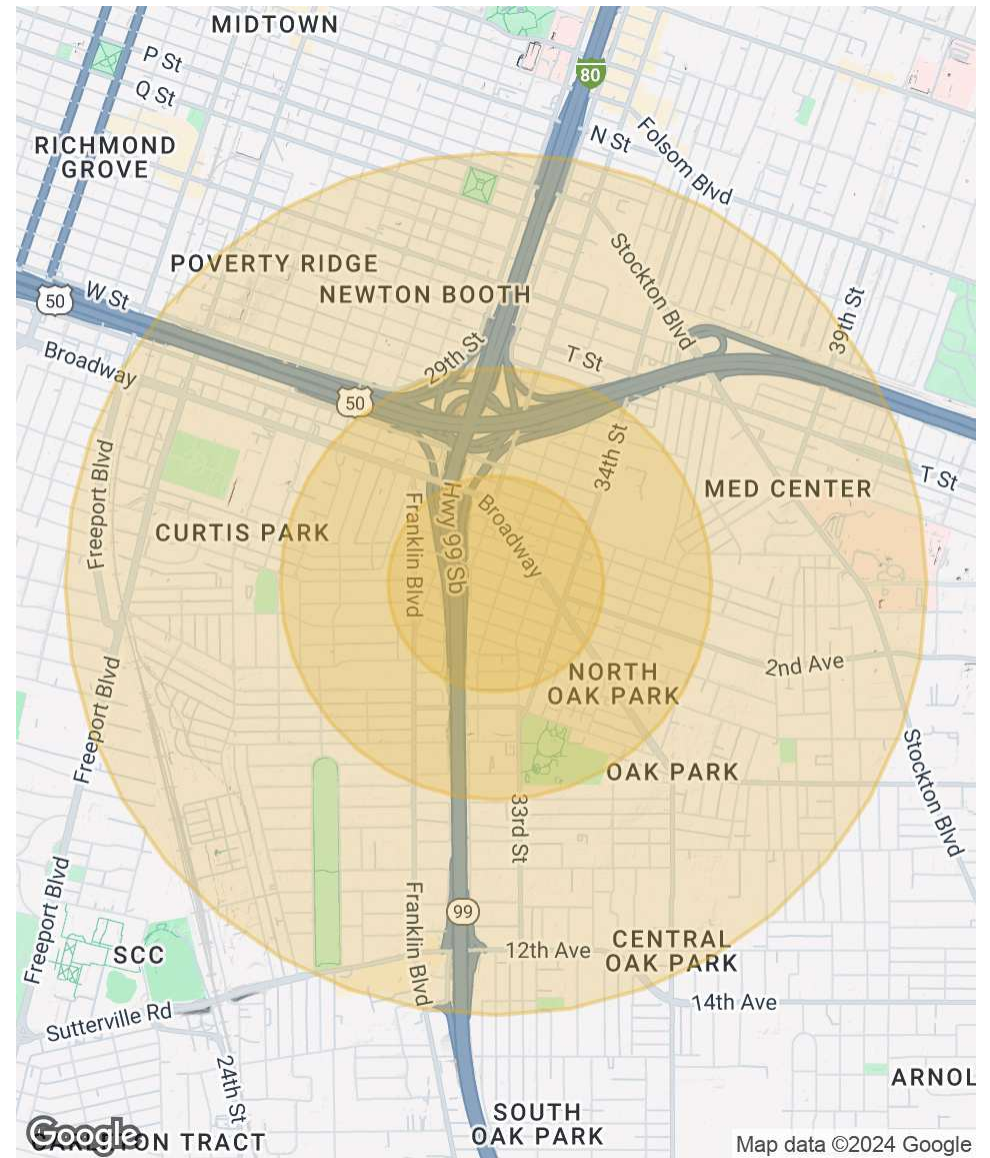 MIDTOWN
P St
80
Q St
N St
Folsom Blvd
RICHMOND
GROVE
Stockton Blvd
POVERTY RIDGE
NEWTON BOOTH
50
W St
39th St
Broadway
29th St
T St
50
34th St
T St
Freeport Blvd
MED CENTER
CURTIS PARK
Franklin Blvd
Hwy 99 Sb
Broadway
2nd Ave
NORTH
OAK PARK
Freeport Blvd
OAK PARK
Stockton Blvd
33rd St
Freeport Blvd
Franklin Blvd
99
SCC
12th Ave
CENTRAL
OAK PARK
14th Ave
Sutterville Rd
24th St
ARNOL
SOUTH
OAK PARK
Google
TRACT
Map data ©2024 Google